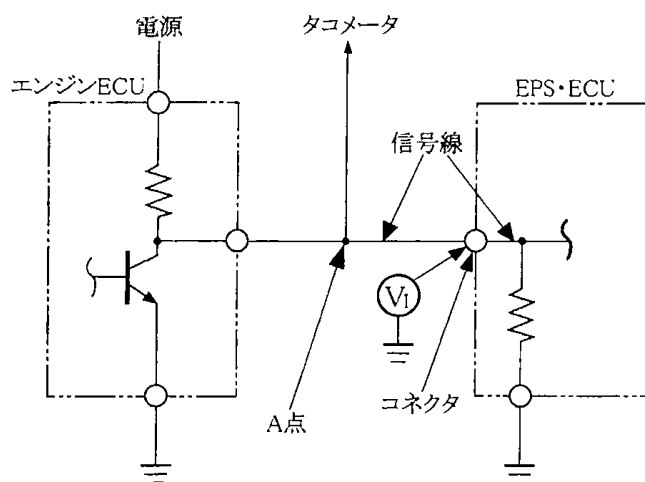 電源
タコメータ
エンジンECU
EPS・ECU
信号線
V1
A点
コネクタ